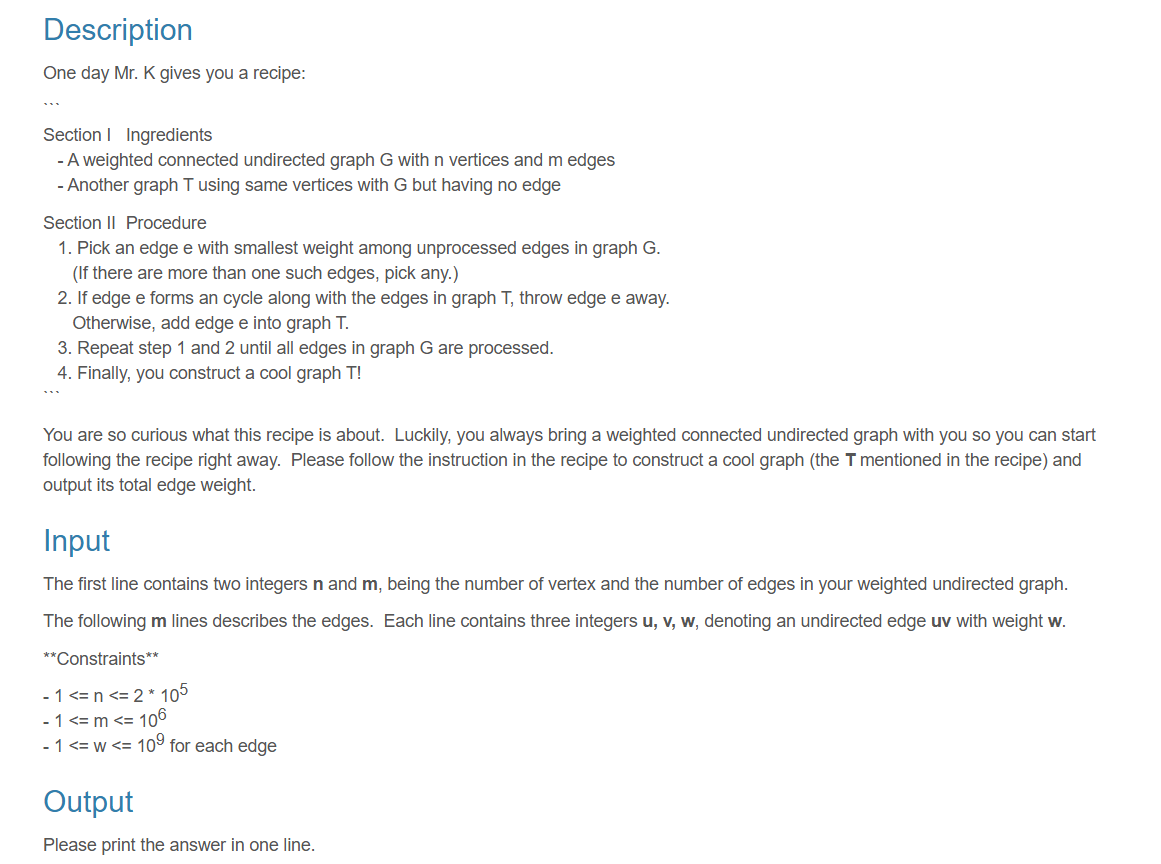 Description
One day Mr. K gives you a recipe:
```
Section I   Ingredients
- A weighted connected undirected graph G with n vertices and m edges
- Another graph T using same vertices with G but having no edge
Section II  Procedure
1. Pick an edge e with smallest weight among unprocessed edges in graph G.
(If there are more than one such edges, pick any.)
2. If edge e forms an cycle along with the edges in graph T, throw edge e away.
Otherwise, add edge e into graph T.
3. Repeat step 1 and 2 until all edges in graph G are processed.
4. Finally, you construct a cool graph T!
```
You are so curious what this recipe is about.  Luckily, you always bring a weighted connected undirected graph with you so you can start
following the recipe right away.  Please follow the instruction in the recipe to construct a cool graph (the T mentioned in the recipe) and
output its total edge weight.
Input
The first line contains two integers n and m, being the number of vertex and the number of edges in your weighted undirected graph.
The following m lines describes the edges.  Each line contains three integers u, v, w, denoting an undirected edge uv with weight w.
**Constraints**
- 1 <= n <= 2 * 10^5
- 1 <= m <= 10^6
- 1 <= w <= 10^9 for each edge
Output
Please print the answer in one line.